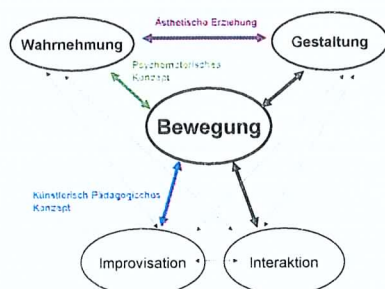 Ästhetische Erziehung
Wahrnehmung
Gestaltung
Psychomotorisches
Konzept
Bewegung
Künstlerisch Pädagogisches
Konzept
Improvisation
Interaktion